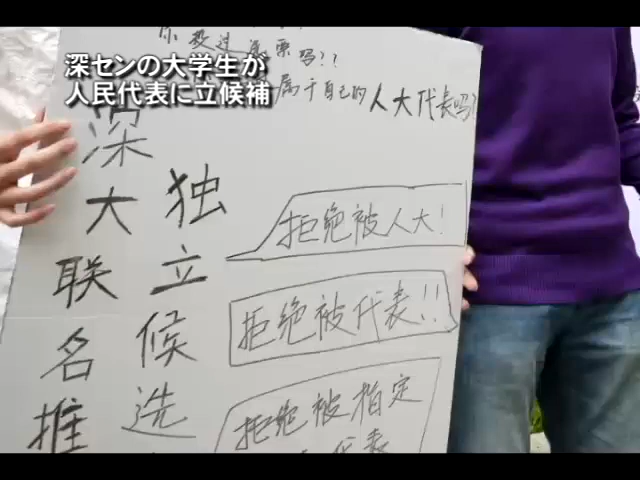 深センの大学生が
人民代表に立候補
你投过选票吗??
属于自己的人大代表吗?
深大联名推
独立候选
拒绝被人大!
拒绝被代表!!
拒绝被指定
代表